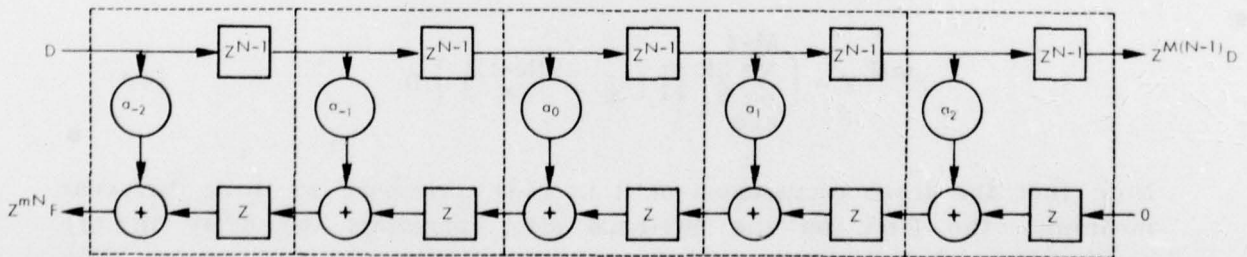 D Z^{N-1} Z^{N-1} Z^{N-1} Z^{N-1} Z^{N-1} Z^{M(N-1)}D
a_{-2} a_{-1} a_0 a_1 a_2
Z^{mN}F + Z + Z + Z + Z + Z 0